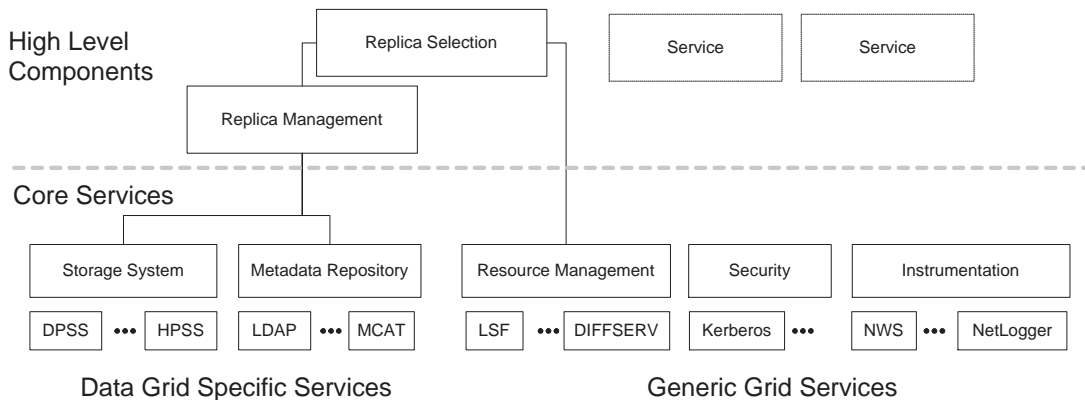 High Level
Components
Replica Selection
Service
Service
Replica Management
Core Services
Storage System
Metadata Repository
Resource Management
Security
Instrumentation
DPSS ••• HPSS
LDAP ••• MCAT
LSF ••• DIFFSERV
Kerberos •••
NWS ••• NetLogger
Data Grid Specific Services
Generic Grid Services